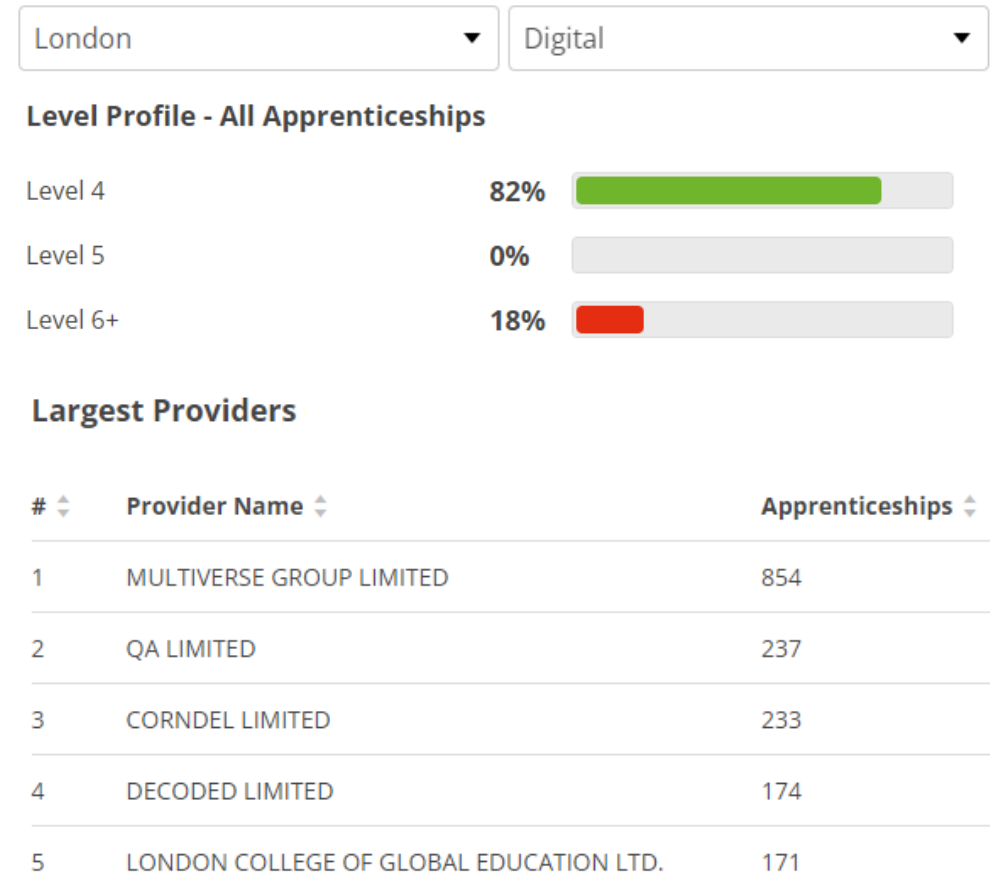 London Digital
Level Profile - All Apprenticeships
Level 4 82%
Level 5 0%
Level 6+ 18%
Largest Providers
# Provider Name Apprenticeships
1 MULTIVERSE GROUP LIMITED 854
2 QA LIMITED 237
3 CORNDEL LIMITED 233
4 DECODED LIMITED 174
5 LONDON COLLEGE OF GLOBAL EDUCATION LTD. 171